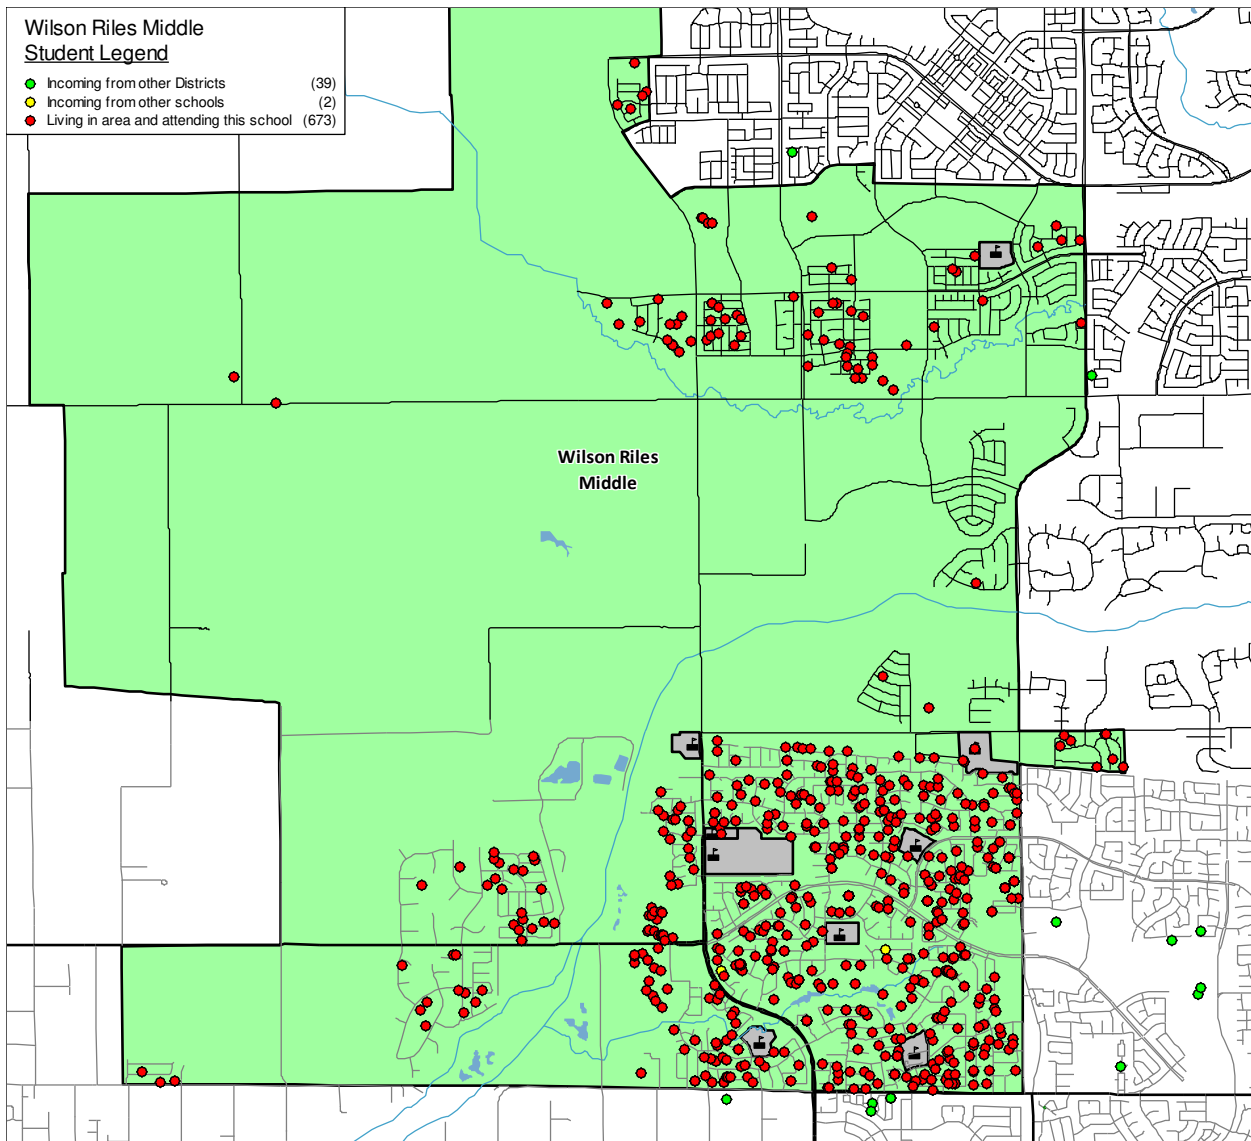 Wilson Riles Middle
Student Legend
Incoming from other Districts (39)
Incoming from other schools (2)
Living in area and attending this school (673)
Wilson Riles
Middle